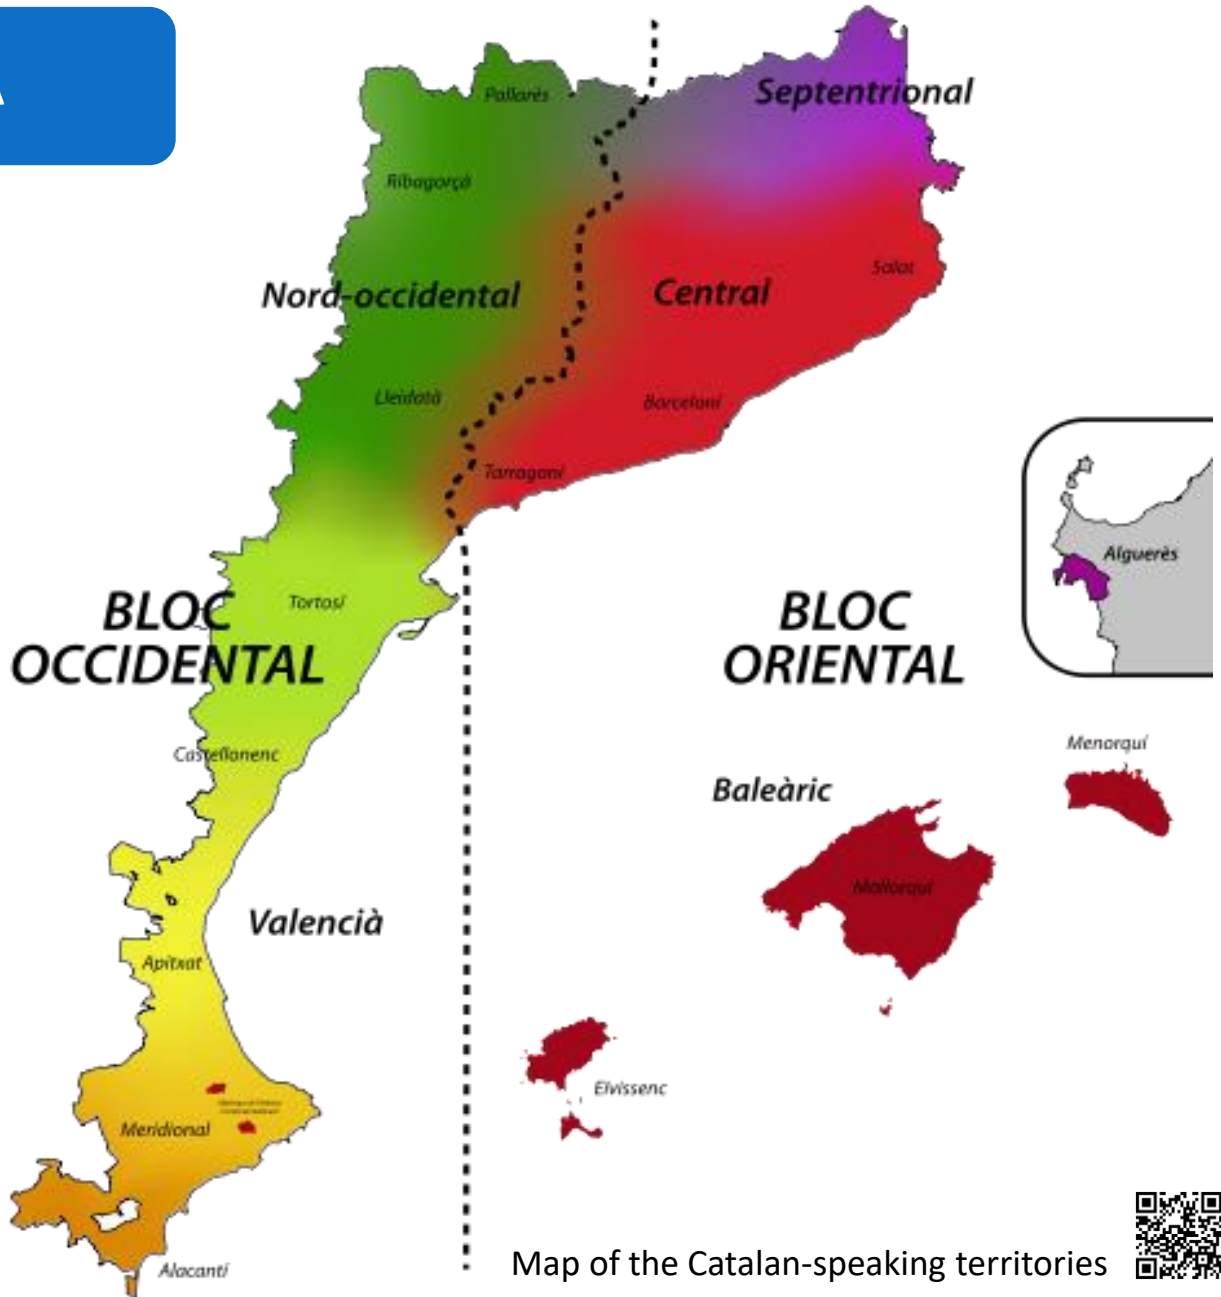 Pallarès
Septentrional
Ribagorçà
Salat
Nord-occidental
Central
Lleidatà
Barceloní
Tarragoní
Alguerès
Tortosí
BLOC
OCCIDENTAL
BLOC
ORIENTAL
Menorquí
Castellonenc
Baleàric
Mallorquí
Valencià
Apitxat
Eivissenc
Meridional
Alacantí
Map of the Catalan-speaking territories